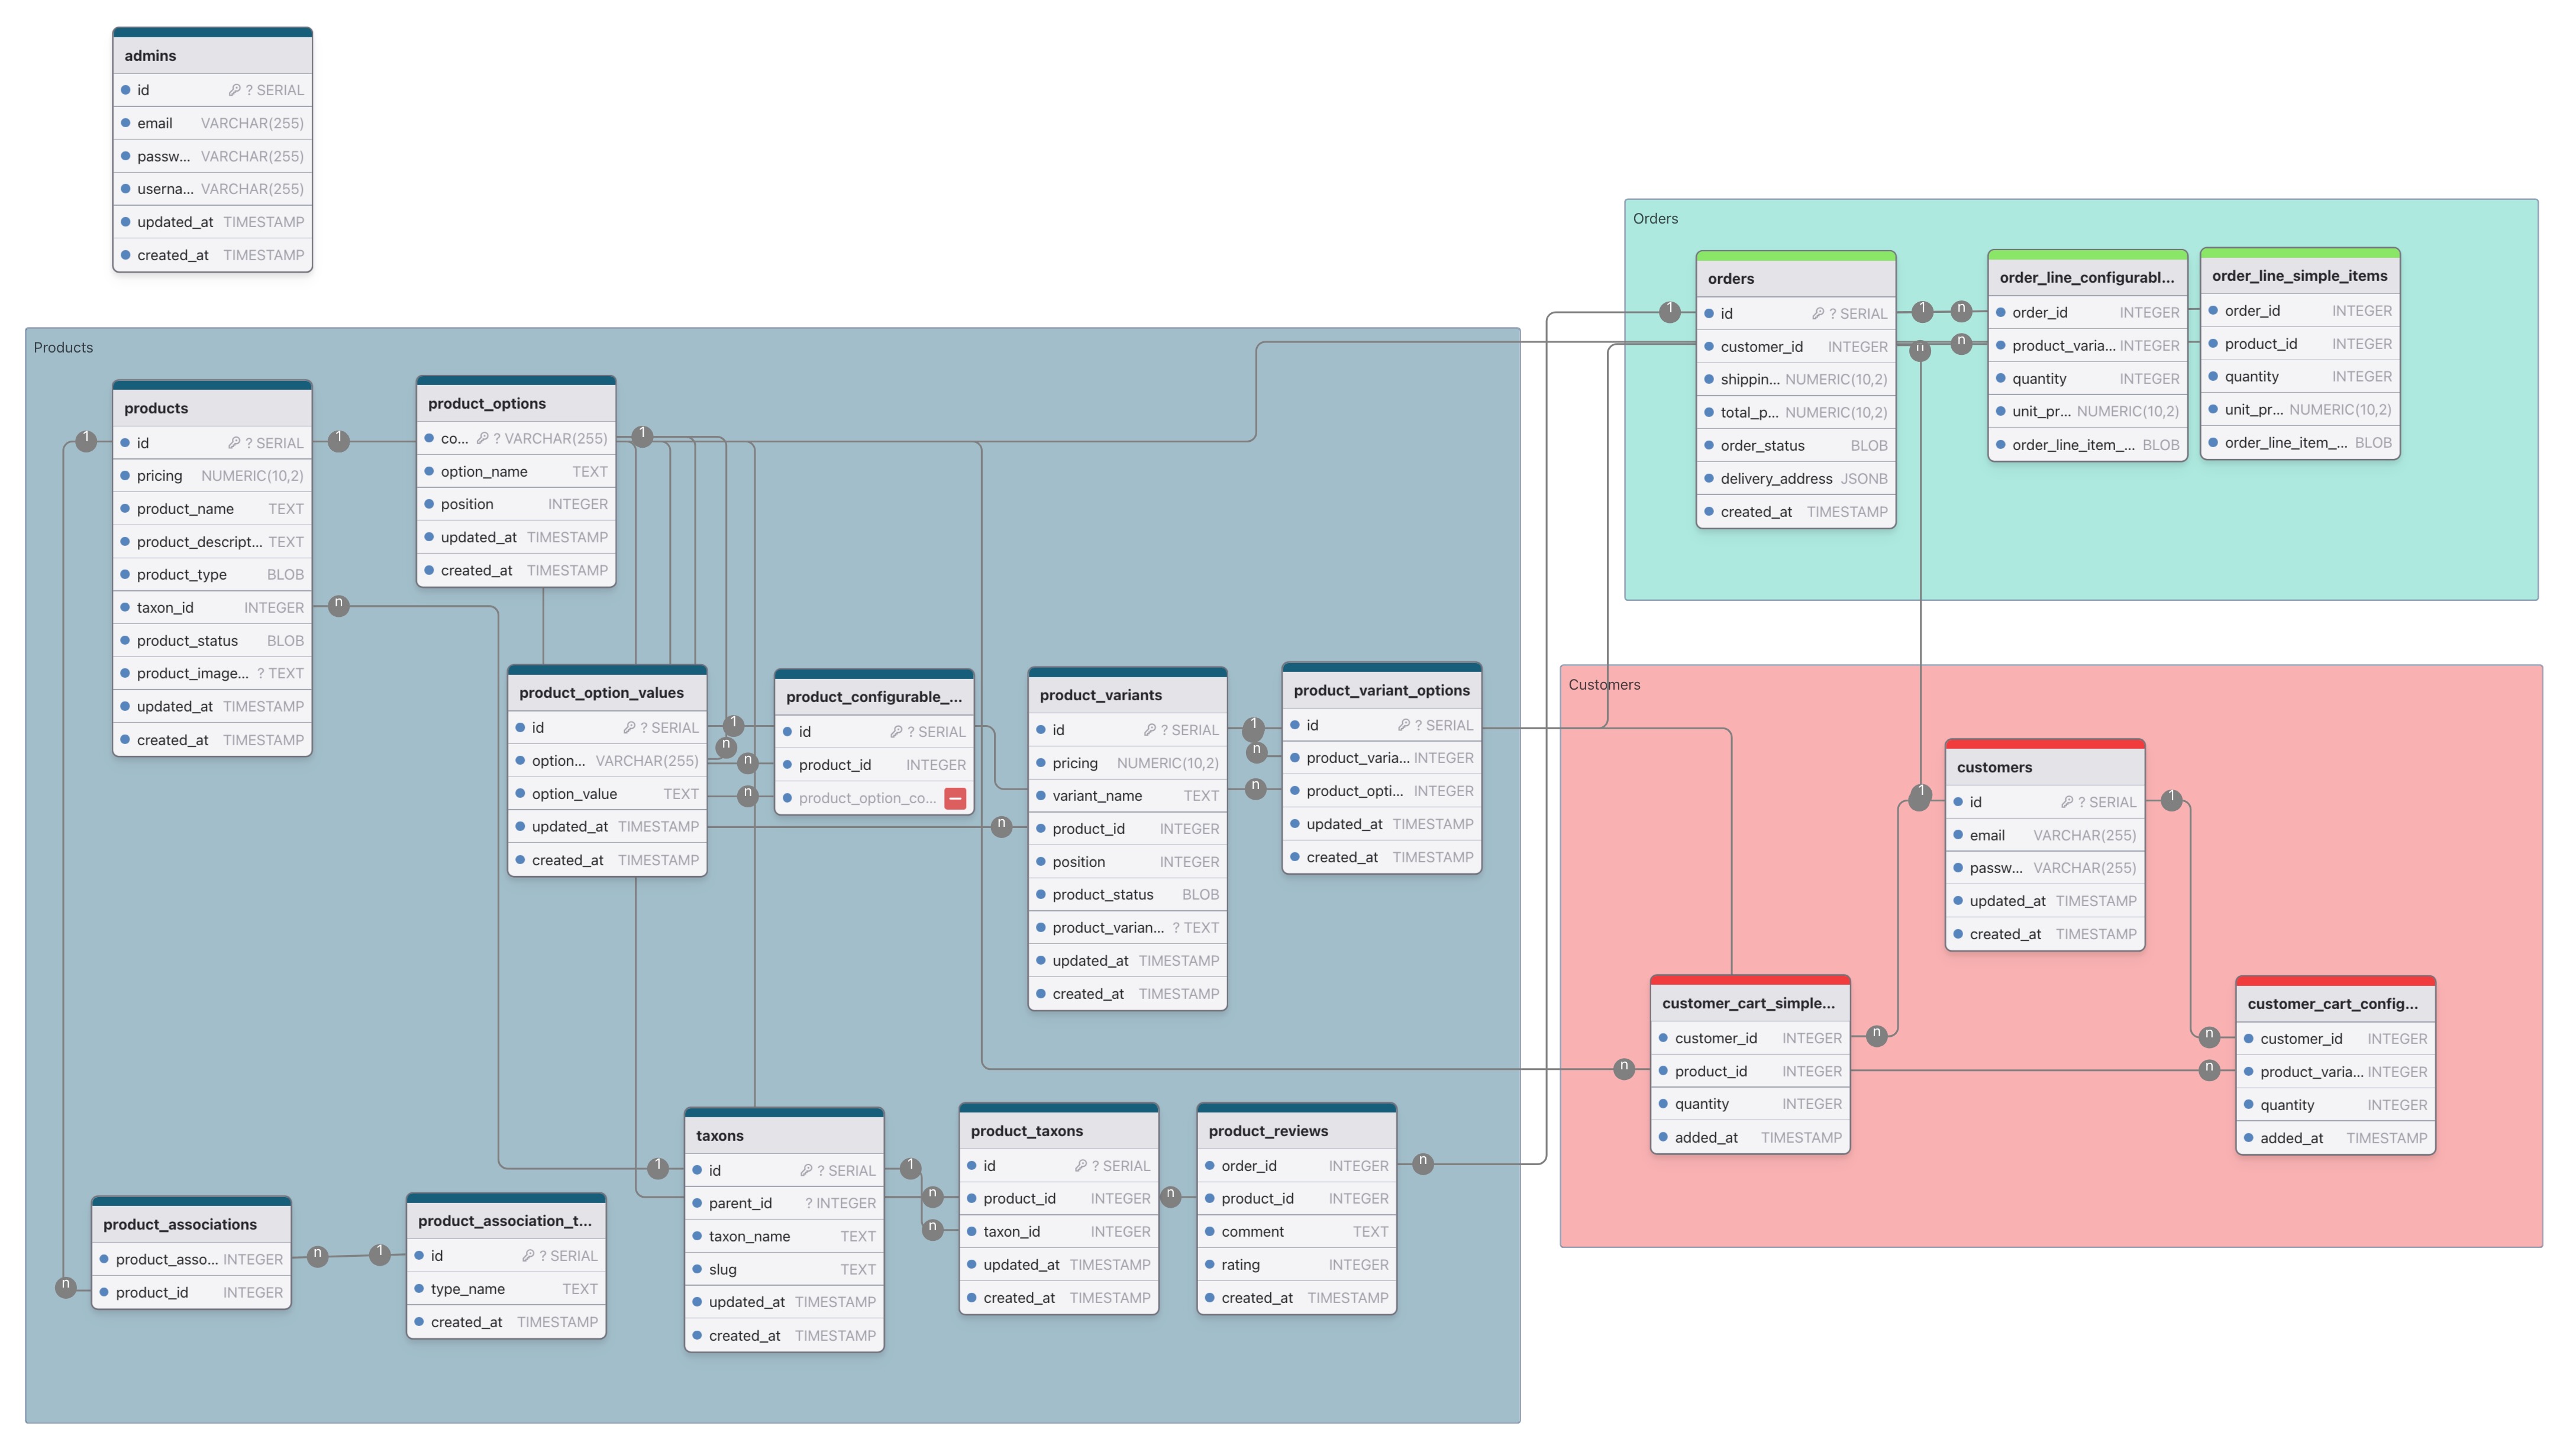 admins
id ? SERIAL
email VARCHAR(255)
passw... VARCHAR(255)
userna... VARCHAR(255)
updated_at TIMESTAMP
created_at TIMESTAMP
Products
products
id ? SERIAL
pricing NUMERIC(10,2)
product_name TEXT
product_descript... TEXT
product_type BLOB
taxon_id INTEGER
product_status BLOB
product_image... ? TEXT
updated_at TIMESTAMP
created_at TIMESTAMP
1
1
n
product_options
co... ? VARCHAR(255)
option_name TEXT
position INTEGER
updated_at TIMESTAMP
created_at TIMESTAMP
1
product_option_values
id ? SERIAL
option... VARCHAR(255)
option_value TEXT
updated_at TIMESTAMP
created_at TIMESTAMP
1
n
n
n
product_configurable_...
id ? SERIAL
product_id INTEGER
product_option_co...
n
product_variants
id ? SERIAL
pricing NUMERIC(10,2)
variant_name TEXT
product_id INTEGER
position INTEGER
product_status BLOB
product_varian... ? TEXT
updated_at TIMESTAMP
created_at TIMESTAMP
1
n
n
product_variant_options
id ? SERIAL
product_varia... INTEGER
product_opti... INTEGER
updated_at TIMESTAMP
created_at TIMESTAMP
product_associations
product_asso... INTEGER
product_id INTEGER
n
n
1
product_association_t...
id ? SERIAL
type_name TEXT
created_at TIMESTAMP
1
taxons
id ? SERIAL
parent_id ? INTEGER
taxon_name TEXT
slug TEXT
updated_at TIMESTAMP
created_at TIMESTAMP
1
n
n
product_taxons
id ? SERIAL
product_id INTEGER
taxon_id INTEGER
updated_at TIMESTAMP
created_at TIMESTAMP
n
product_reviews
order_id INTEGER
product_id INTEGER
comment TEXT
rating INTEGER
created_at TIMESTAMP
n
Orders
1
orders
id ? SERIAL
customer_id INTEGER
shippin... NUMERIC(10,2)
total_p... NUMERIC(10,2)
order_status BLOB
delivery_address JSONB
created_at TIMESTAMP
1
n
n
n
order_line_configurabl...
order_id INTEGER
product_varia... INTEGER
quantity INTEGER
unit_pr... NUMERIC(10,2)
order_line_item_... BLOB
order_line_simple_items
order_id INTEGER
product_id INTEGER
quantity INTEGER
unit_pr... NUMERIC(10,2)
order_line_item_... BLOB
Customers
1
customers
id ? SERIAL
email VARCHAR(255)
passw... VARCHAR(255)
updated_at TIMESTAMP
created_at TIMESTAMP
1
n
customer_cart_simple...
customer_id INTEGER
product_id INTEGER
quantity INTEGER
added_at TIMESTAMP
n
n
n
customer_cart_config...
customer_id INTEGER
product_varia... INTEGER
quantity INTEGER
added_at TIMESTAMP